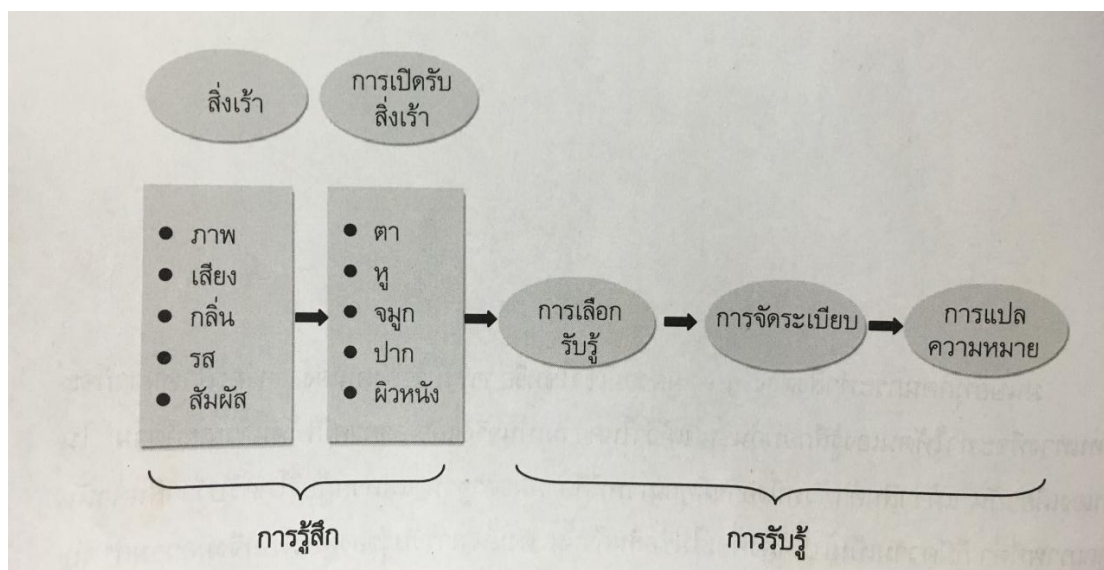 สิ่งเร้า
การเปิดรับ
สิ่งเร้า
● ภาพ
● เสียง
● กลิ่น
● รส
● สัมผัส
● ตา
● หู
● จมูก
● ปาก
● ผิวหนัง
การเลือก
รับรู้
การจัดระเบียบ
การแปล
ความหมาย
การรู้สึก
การรับรู้